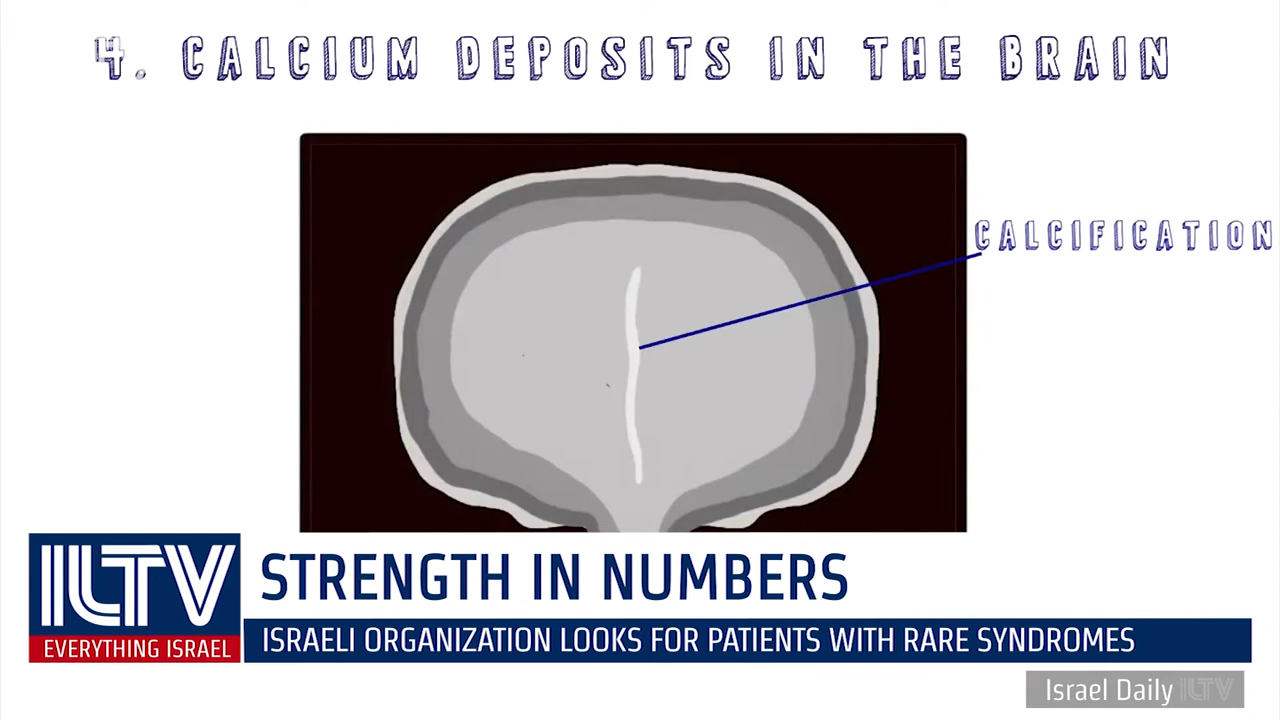 4. CALCIUM DEPOSITS IN THE BRAIN
CALCIFICATION
ILTV
EVERYTHING ISRAEL
STRENGTH IN NUMBERS
ISRAELI ORGANIZATION LOOKS FOR PATIENTS WITH RARE SYNDROMES
Israel Daily ILTV